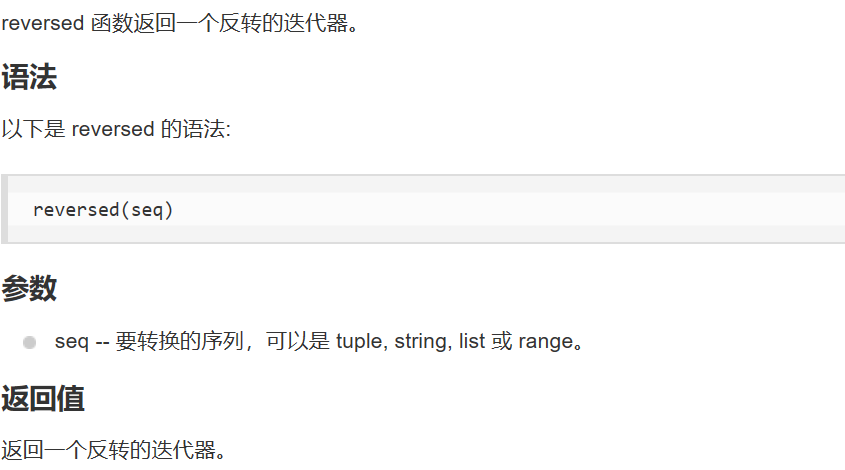 reversed 函数返回一个反转的迭代器。
语法
以下是 reversed 的语法:
reversed(seq)
参数
seq -- 要转换的序列，可以是 tuple, string, list 或 range。
返回值
返回一个反转的迭代器。